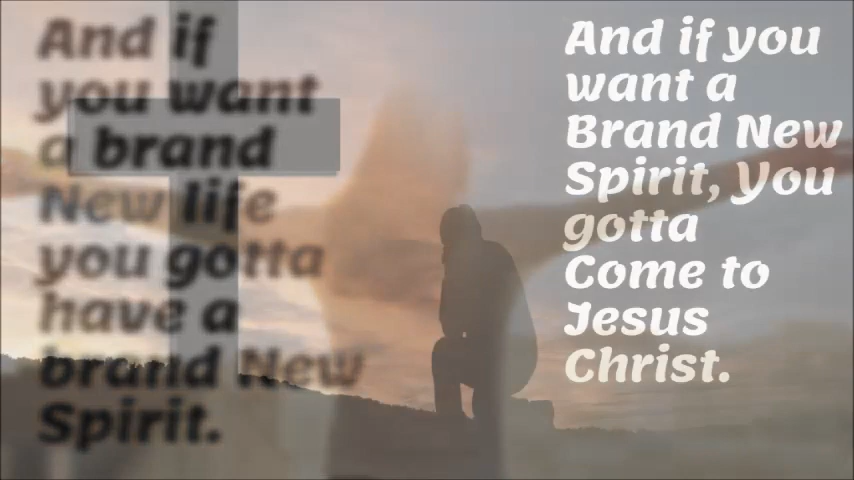 And if
you want
a brand
New life
you gotta
have a
brand New
Spirit.
And if you
want a
Brand New
Spirit, You
gotta
Come to
Jesus
Christ.